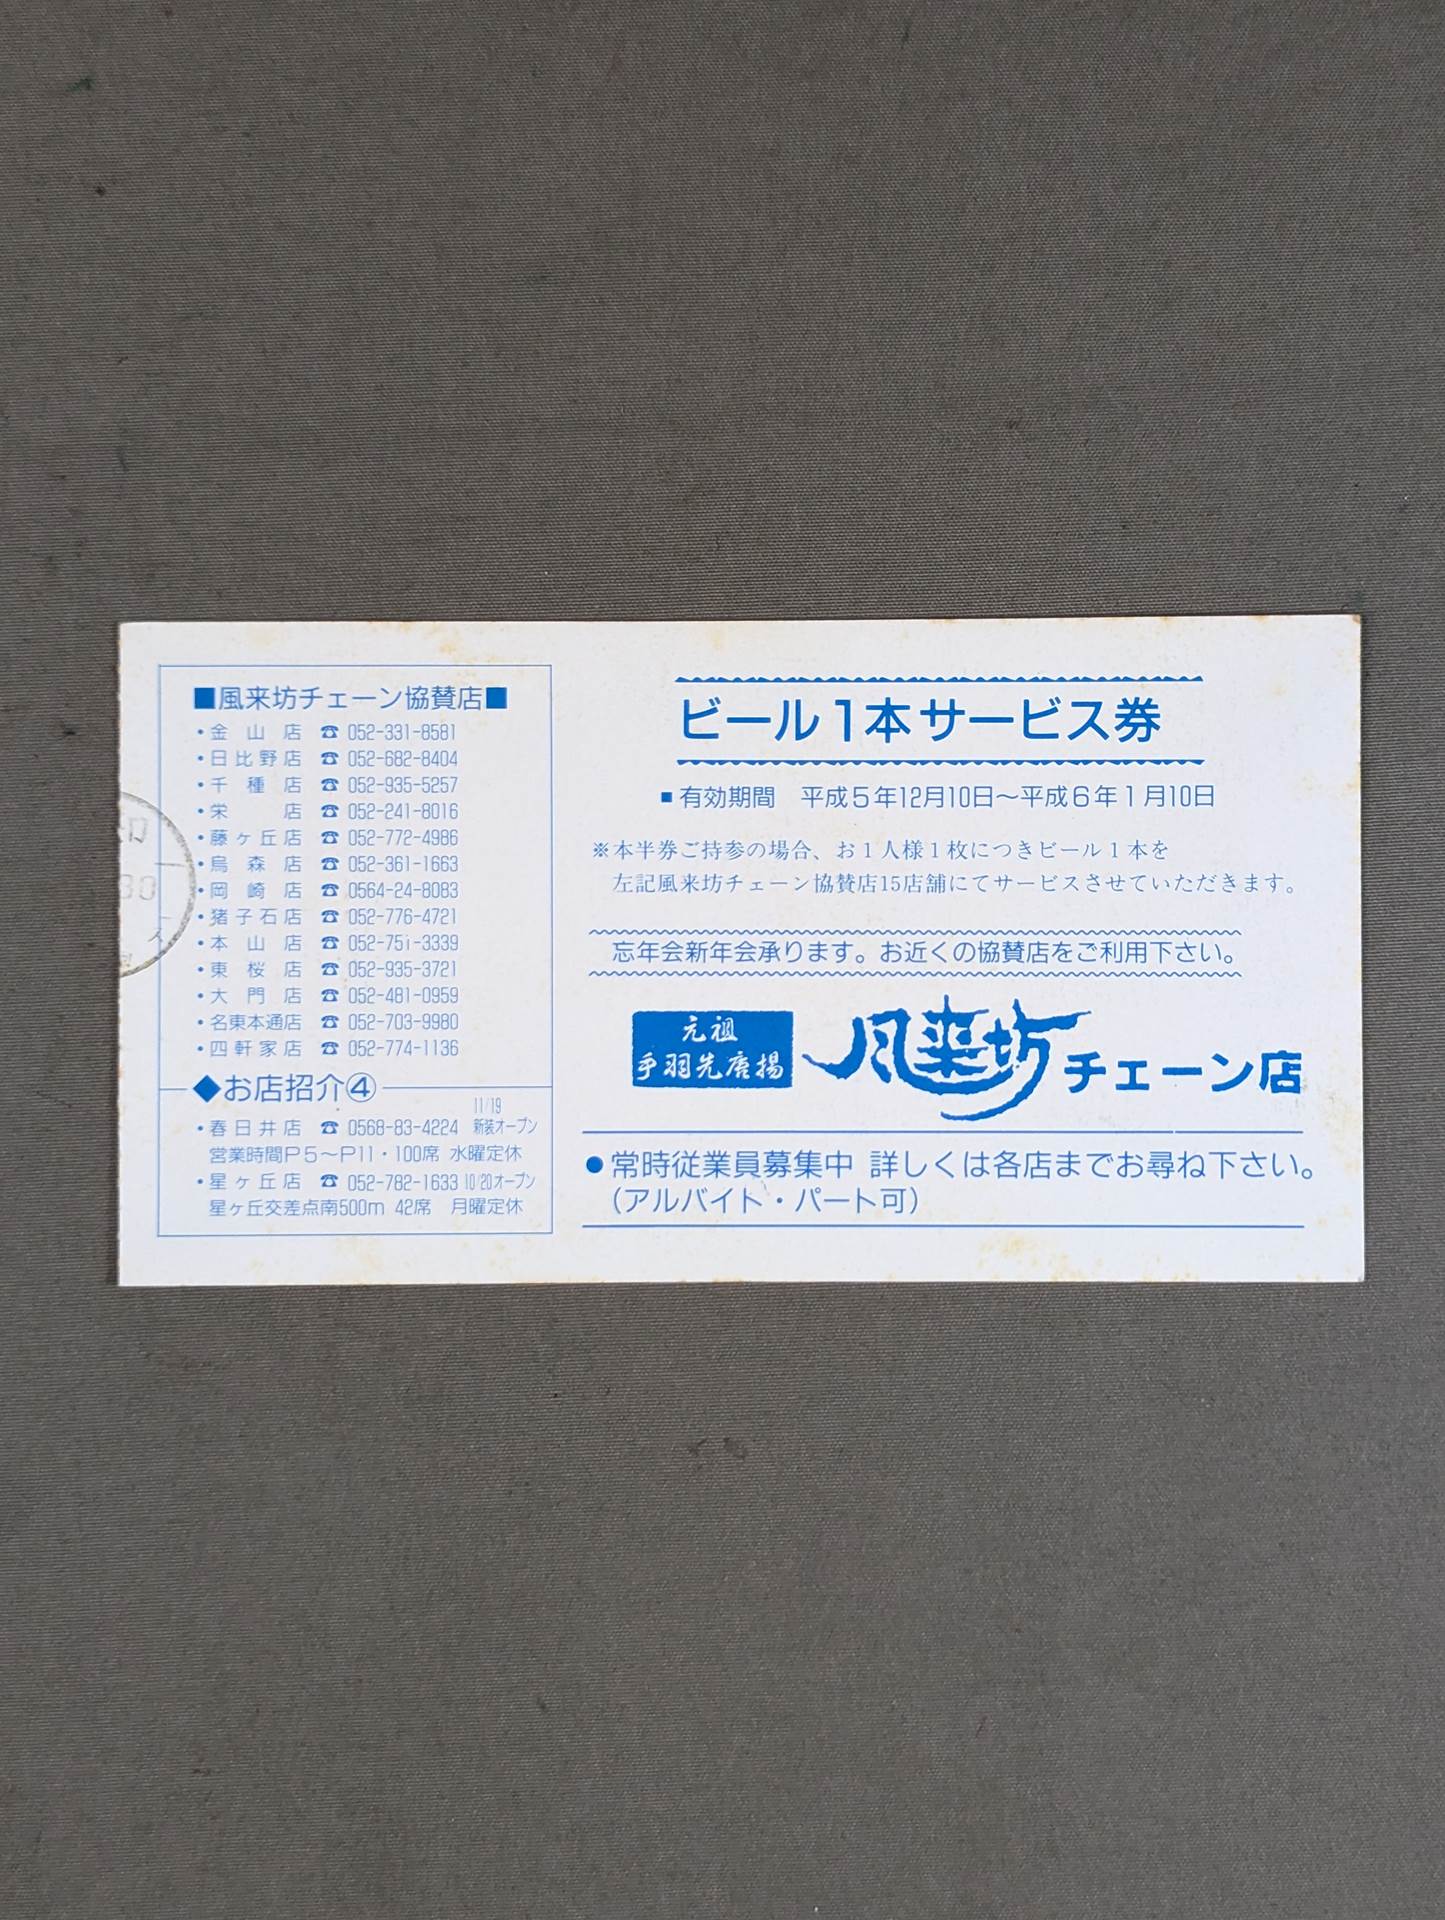 ■風来坊チェーン協賛店■
・金山店 ☎ 052-331-8581
・日比野店 ☎ 052-682-8404
・千種店 ☎ 052-935-5257
・栄店 ☎ 052-241-8016
・藤ヶ丘店 ☎ 052-772-4986
・烏森店 ☎ 052-361-1663
・岡崎店 ☎ 0564-24-8083
・猪子石店 ☎ 052-776-4721
・本山店 ☎ 052-751-3339
・東桜店 ☎ 052-935-3721
・大門店 ☎ 052-481-0959
・名東本通店 ☎ 052-703-9980
・四軒家店 ☎ 052-774-1136
◆お店紹介④
・春日井店 ☎ 0568-83-4224 11/19新装オープン
営業時間P5〜P11・100席 水曜定休
・星ヶ丘店 ☎ 052-782-1633 10/20オープン
星ヶ丘交差点南500m 42席 月曜定休
ビール1本サービス券
■有効期間 平成5年12月10日〜平成6年1月10日
※本半券ご持参の場合、お1人様1枚につきビール1本を
左記風来坊チェーン協賛店15店舗にてサービスさせていただきます。
忘年会新年会承ります。お近くの協賛店をご利用下さい。
元祖
手羽先唐揚
風来坊チェーン店
●常時従業員募集中 詳しくは各店までお尋ね下さい。
(アルバイト・パート可)